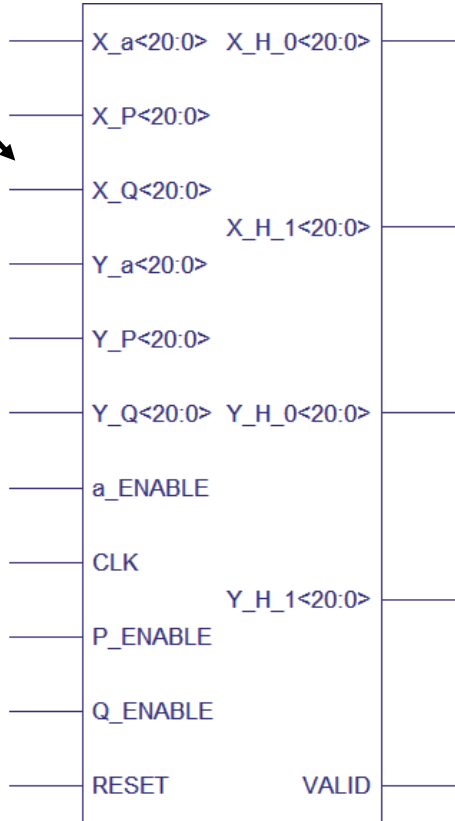 X_a<20:0> X_H_0<20:0>
X_P<20:0>
X_Q<20:0>
X_H_1<20:0>
Y_a<20:0>
Y_P<20:0>
Y_Q<20:0> Y_H_0<20:0>
a_ENABLE
CLK
Y_H_1<20:0>
P_ENABLE
Q_ENABLE
RESET VALID